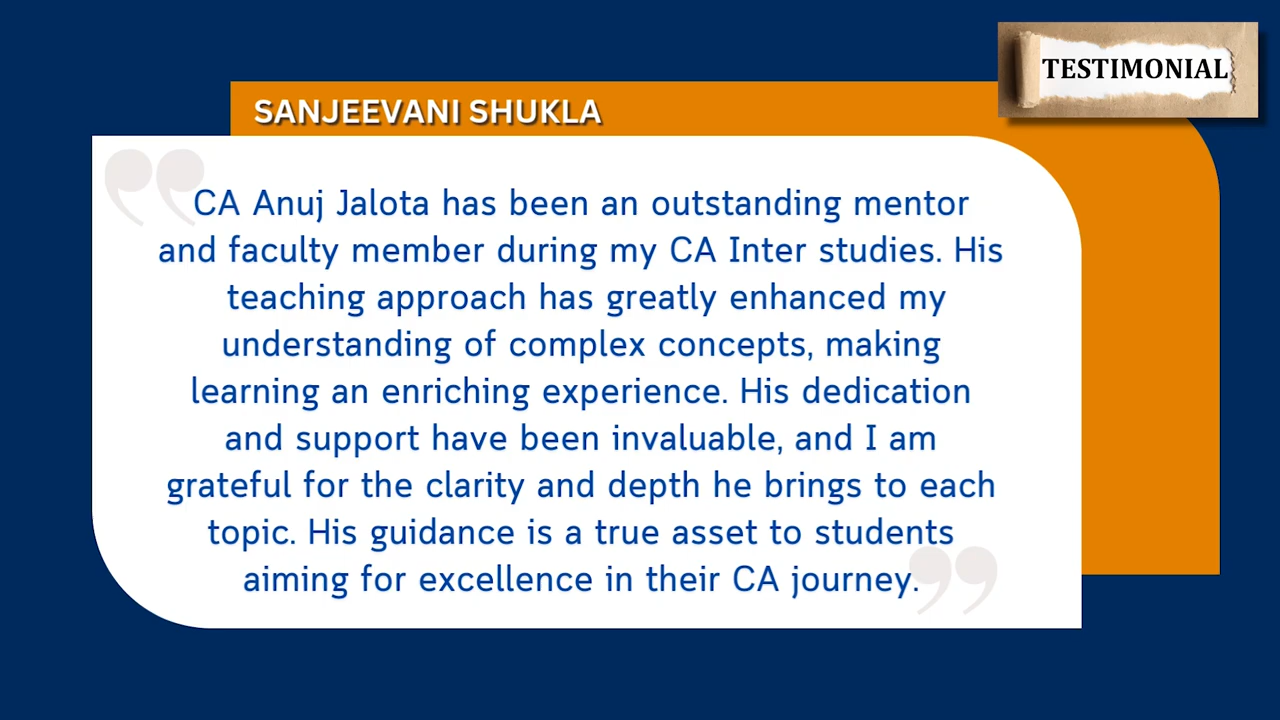 TESTIMONIAL
SANJEEVANI SHUKLA
CA Anuj Jalota has been an outstanding mentor
and faculty member during my CA Inter studies. His
teaching approach has greatly enhanced my
understanding of complex concepts, making
learning an enriching experience. His dedication
and support have been invaluable, and I am
grateful for the clarity and depth he brings to each
topic. His guidance is a true asset to students
aiming for excellence in their CA journey.